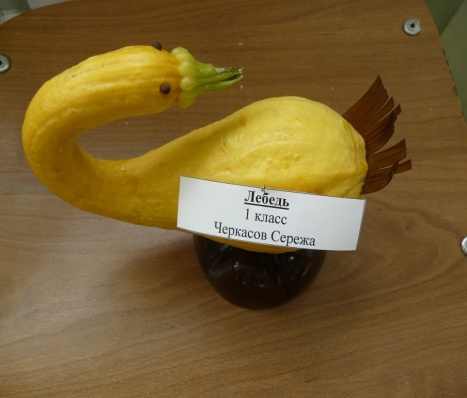 Лебедь
1 класс
Черкасов Сережа